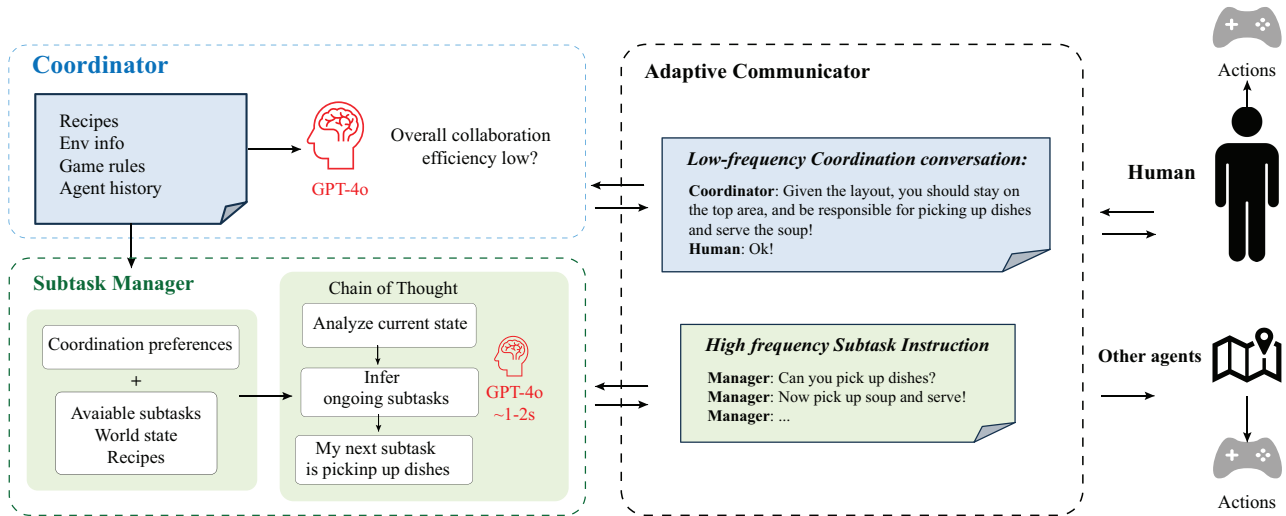 Coordinator
Recipes
Env info
Game rules
Agent history
GPT-4o
Overall collaboration
efficiency low?
Subtask Manager
Coordination preferences
+
Avaiable subtasks
World state
Recipes
Chain of Thought
Analyze current state
Infer
ongoing subtasks
My next subtask
is pickinp up dishes
GPT-4o
~1-2s
Adaptive Communicator
Low-frequency Coordination conversation:
Coordinator: Given the layout, you should stay on
the top area, and be responsible for picking up dishes
and serve the soup!
Human: Ok!
High frequency Subtask Instruction
Manager: Can you pick up dishes?
Manager: Now pick up soup and serve!
Manager: ...
Actions
Human
Other agents
Actions